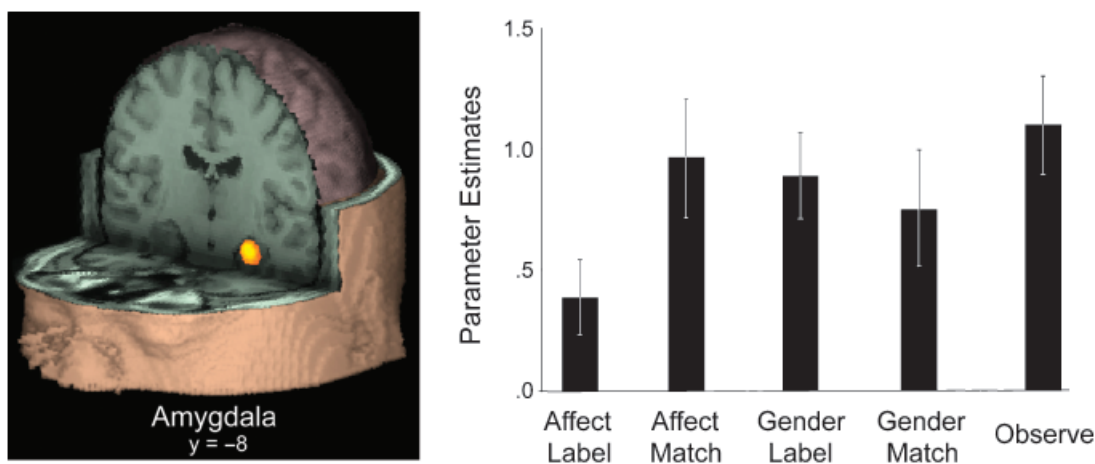 Amygdala
y = −8
Parameter Estimates
1.5
1.0
.5
.0
Affect Label
Affect Match
Gender Label
Gender Match
Observe